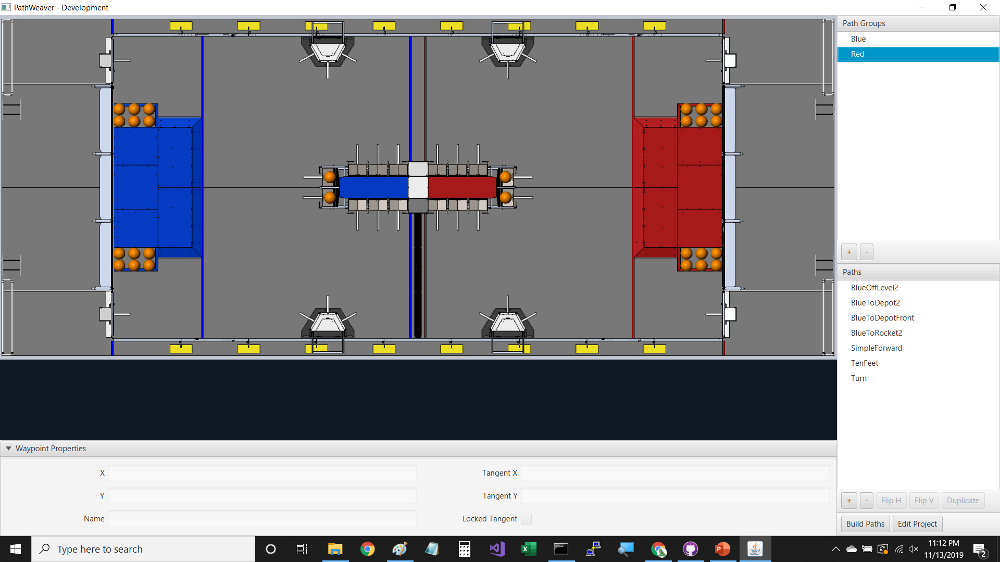 PathWeaver - Development
Path Groups
Blue
Red
+ -
Paths
BlueOffLevel2
BlueToDepot2
BlueToDepotFront
BlueToRocket2
SimpleForward
TenFeet
Turn
+ - Flip H Flip V Duplicate
Build Paths Edit Project
Waypoint Properties
X
Tangent X
Y
Tangent Y
Name
Locked Tangent
Type here to search
11:12 PM
11/13/2019
2